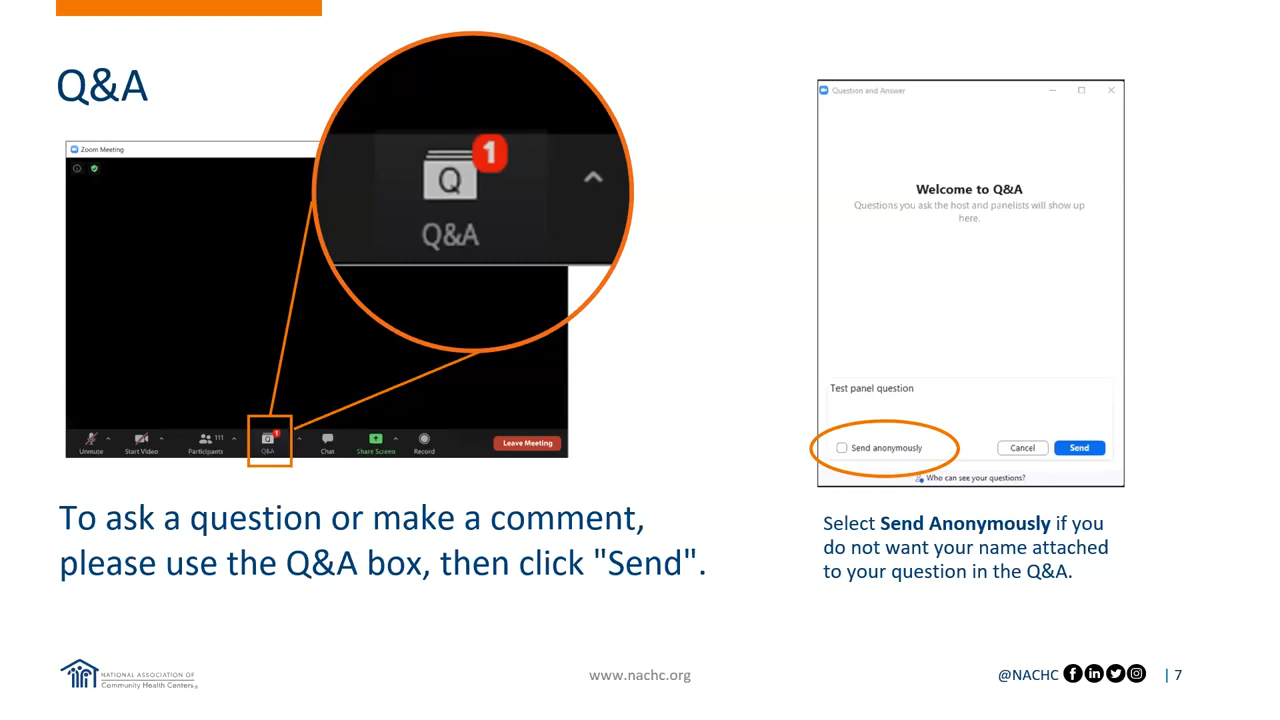 Q&A
Zoom Meeting
Q
1
Q&A
Unmute
Start Video
111
Participants
Q
1
Q&A
Chat
Share Screen
Record
Leave Meeting
To ask a question or make a comment,
please use the Q&A box, then click "Send".
Question and Answer
Welcome to Q&A
Questions you ask the host and panelists will show up
here.
Test panel question
Send anonymously
Cancel
Send
Who can see your questions?
Select Send Anonymously if you
do not want your name attached
to your question in the Q&A.
NATIONAL ASSOCIATION OF
Community Health Centers®
www.nachc.org
@NACHC
| 7